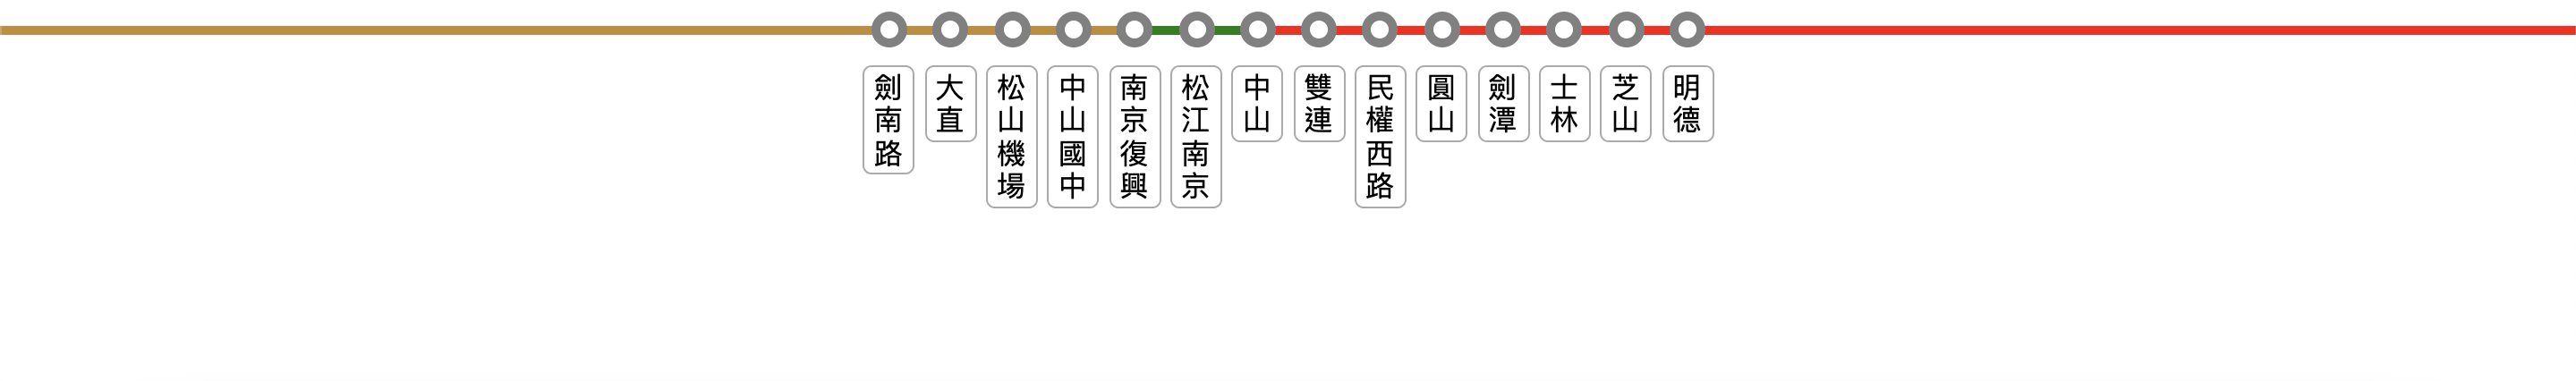 劍南路
大直
松山機場
中山國中
南京復興
松江南京
中山
雙連
民權西路
圓山
劍潭
士林
芝山
明德